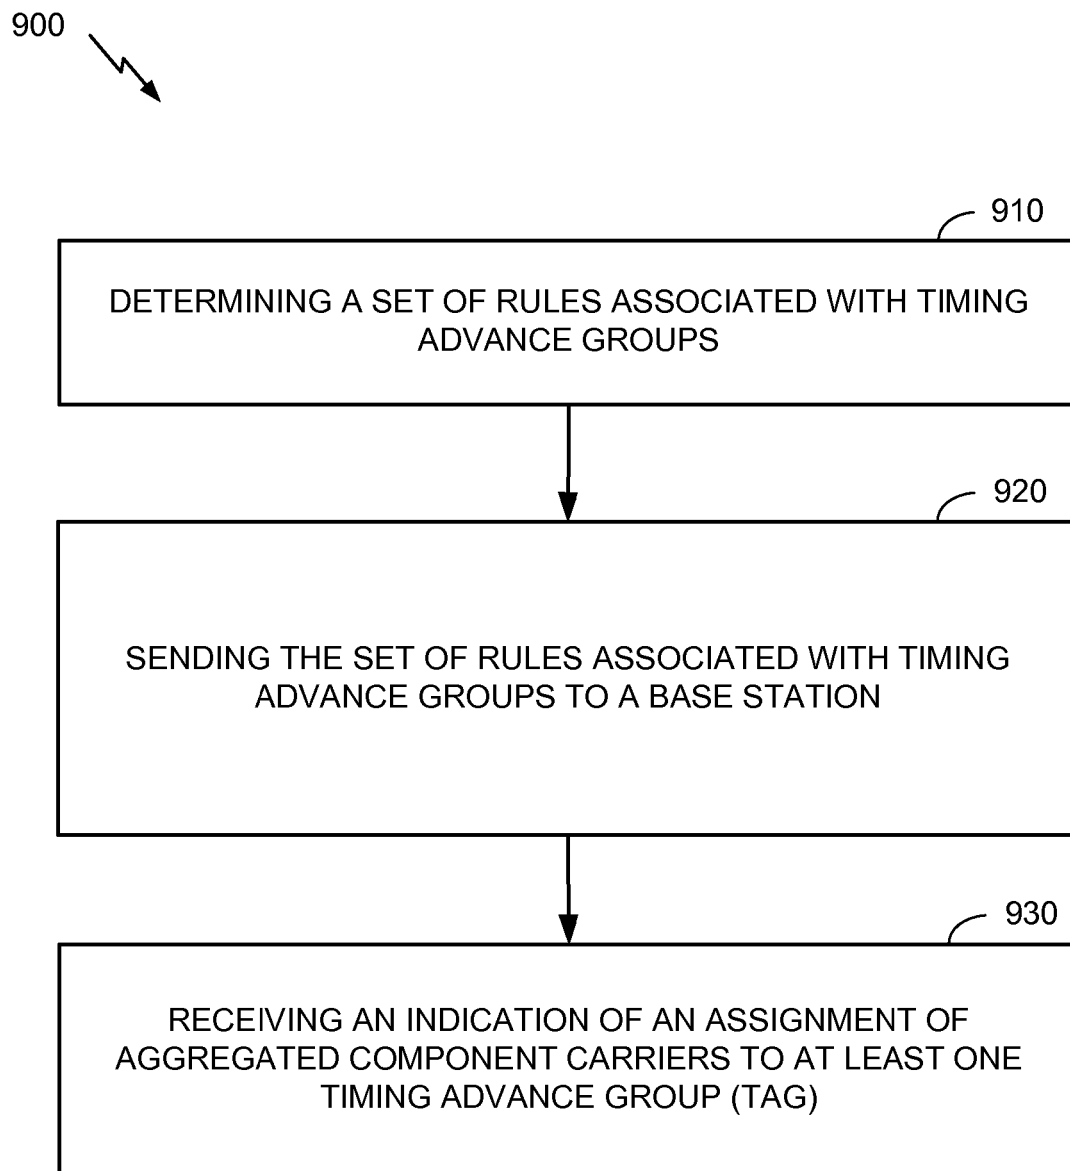 900
910
DETERMINING A SET OF RULES ASSOCIATED WITH TIMING
ADVANCE GROUPS
920
SENDING THE SET OF RULES ASSOCIATED WITH TIMING
ADVANCE GROUPS TO A BASE STATION
930
RECEIVING AN INDICATION OF AN ASSIGNMENT OF
AGGREGATED COMPONENT CARRIERS TO AT LEAST ONE
TIMING ADVANCE GROUP (TAG)